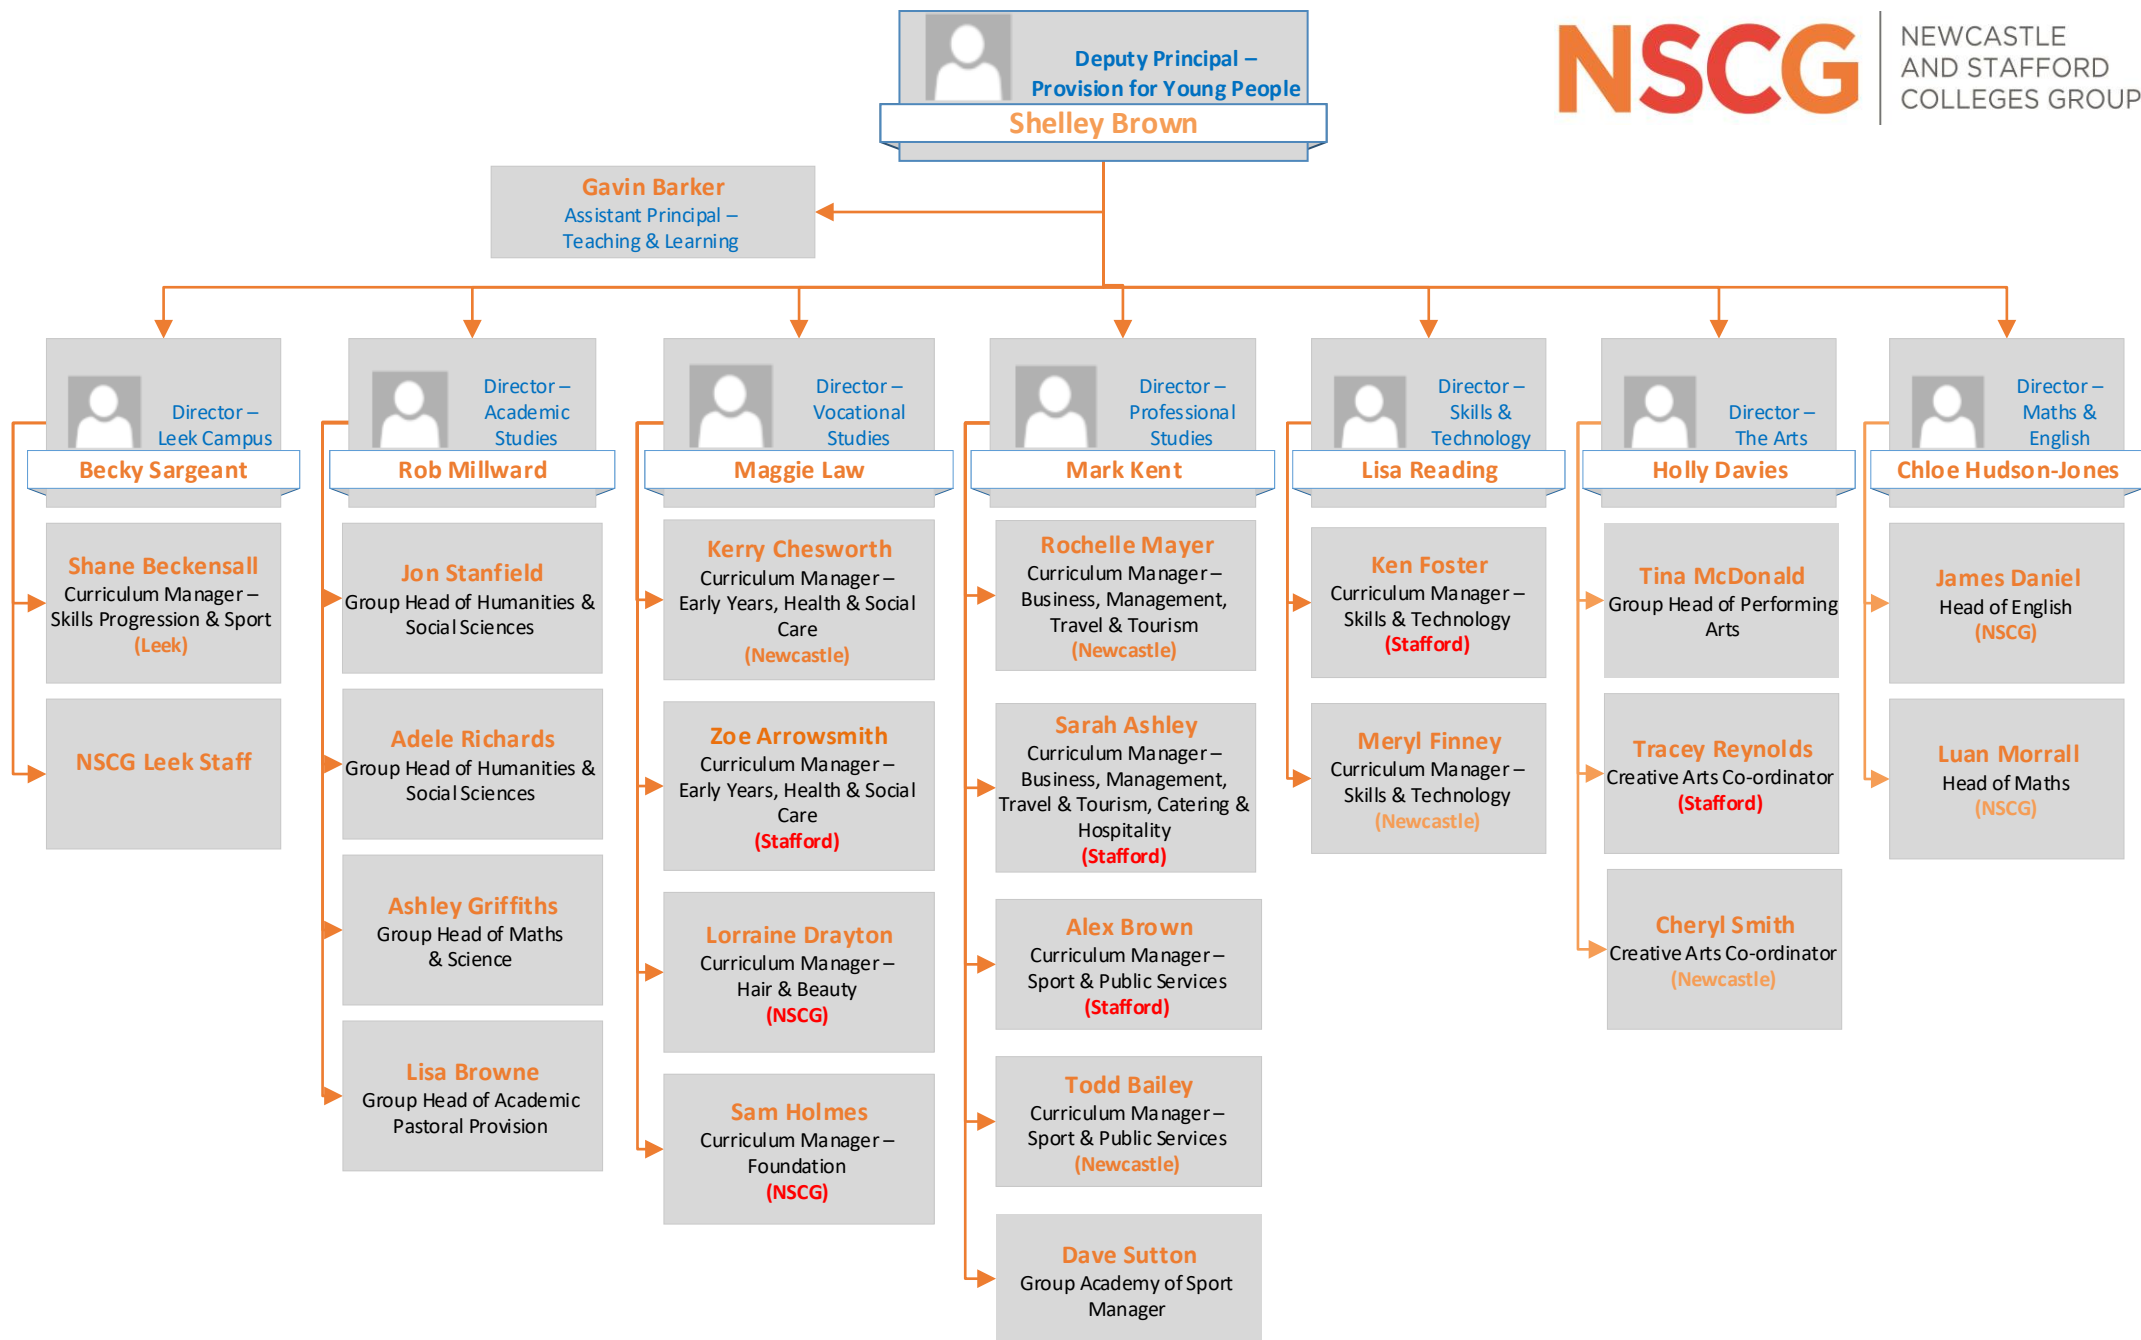 Deputy Principal –
Provision for Young People
Shelley Brown
NSCG
NEWCASTLE
AND STAFFORD
COLLEGES GROUP
Gavin Barker
Assistant Principal –
Teaching & Learning
Director –
Leek Campus
Becky Sargeant
Shane Beckensall
Curriculum Manager –
Skills Progression & Sport
(Leek)
NSCG Leek Staff
Director –
Academic
Studies
Rob Millward
Jon Stanfield
Group Head of Humanities &
Social Sciences
Adele Richards
Group Head of Humanities &
Social Sciences
Ashley Griffiths
Group Head of Maths
& Science
Lisa Browne
Group Head of Academic
Pastoral Provision
Director –
Vocational
Studies
Maggie Law
Kerry Chesworth
Curriculum Manager –
Early Years, Health & Social
Care
(Newcastle)
Zoe Arrowsmith
Curriculum Manager –
Early Years, Health & Social
Care
(Stafford)
Lorraine Drayton
Curriculum Manager –
Hair & Beauty
(NSCG)
Sam Holmes
Curriculum Manager –
Foundation
(NSCG)
Director –
Professional
Studies
Mark Kent
Rochelle Mayer
Curriculum Manager –
Business, Management,
Travel & Tourism
(Newcastle)
Sarah Ashley
Curriculum Manager –
Business, Management,
Travel & Tourism, Catering &
Hospitality
(Stafford)
Alex Brown
Curriculum Manager –
Sport & Public Services
(Stafford)
Todd Bailey
Curriculum Manager –
Sport & Public Services
(Newcastle)
Dave Sutton
Group Academy of Sport
Manager
Director –
Skills &
Technology
Lisa Reading
Ken Foster
Curriculum Manager –
Skills & Technology
(Stafford)
Meryl Finney
Curriculum Manager –
Skills & Technology
(Newcastle)
Director –
The Arts
Holly Davies
Tina McDonald
Group Head of Performing
Arts
Tracey Reynolds
Creative Arts Co-ordinator
(Stafford)
Cheryl Smith
Creative Arts Co-ordinator
(Newcastle)
Director –
Maths &
English
Chloe Hudson-Jones
James Daniel
Head of English
(NSCG)
Luan Morrall
Head of Maths
(NSCG)